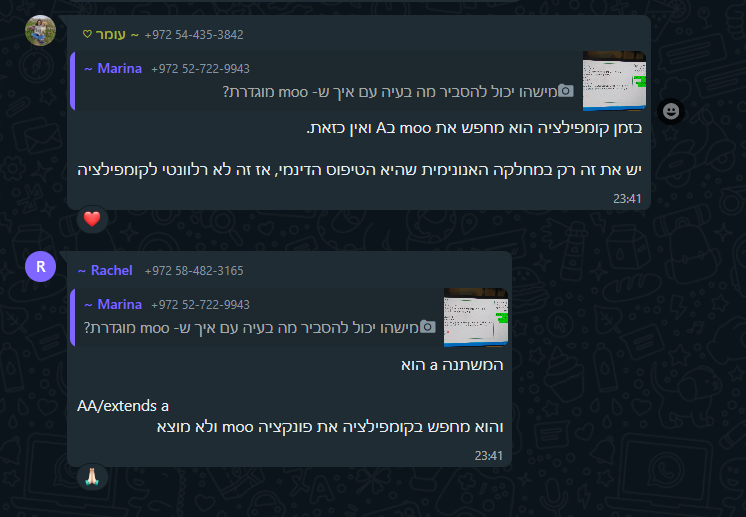 ♡ עומר ~ +972 54-435-3842
~ Marina +972 52-722-9943
מישהו יכול להסביר מה בעיה עם איך ש- moo מוגדרת?
בזמן קומפילציה הוא מחפש את moo בA ואין כזאת.
יש את זה רק במחלקה האנונימית שהיא הטיפוס הדינמי, אז זה לא רלוונטי לקומפילציה
23:41
R
~ Rachel +972 58-482-3165
~ Marina +972 52-722-9943
מישהו יכול להסביר מה בעיה עם איך ש- moo מוגדרת?
המשתנה a הוא
AA/extends a
והוא מחפש בקומפילציה את פונקציה moo ולא מוצא
23:41